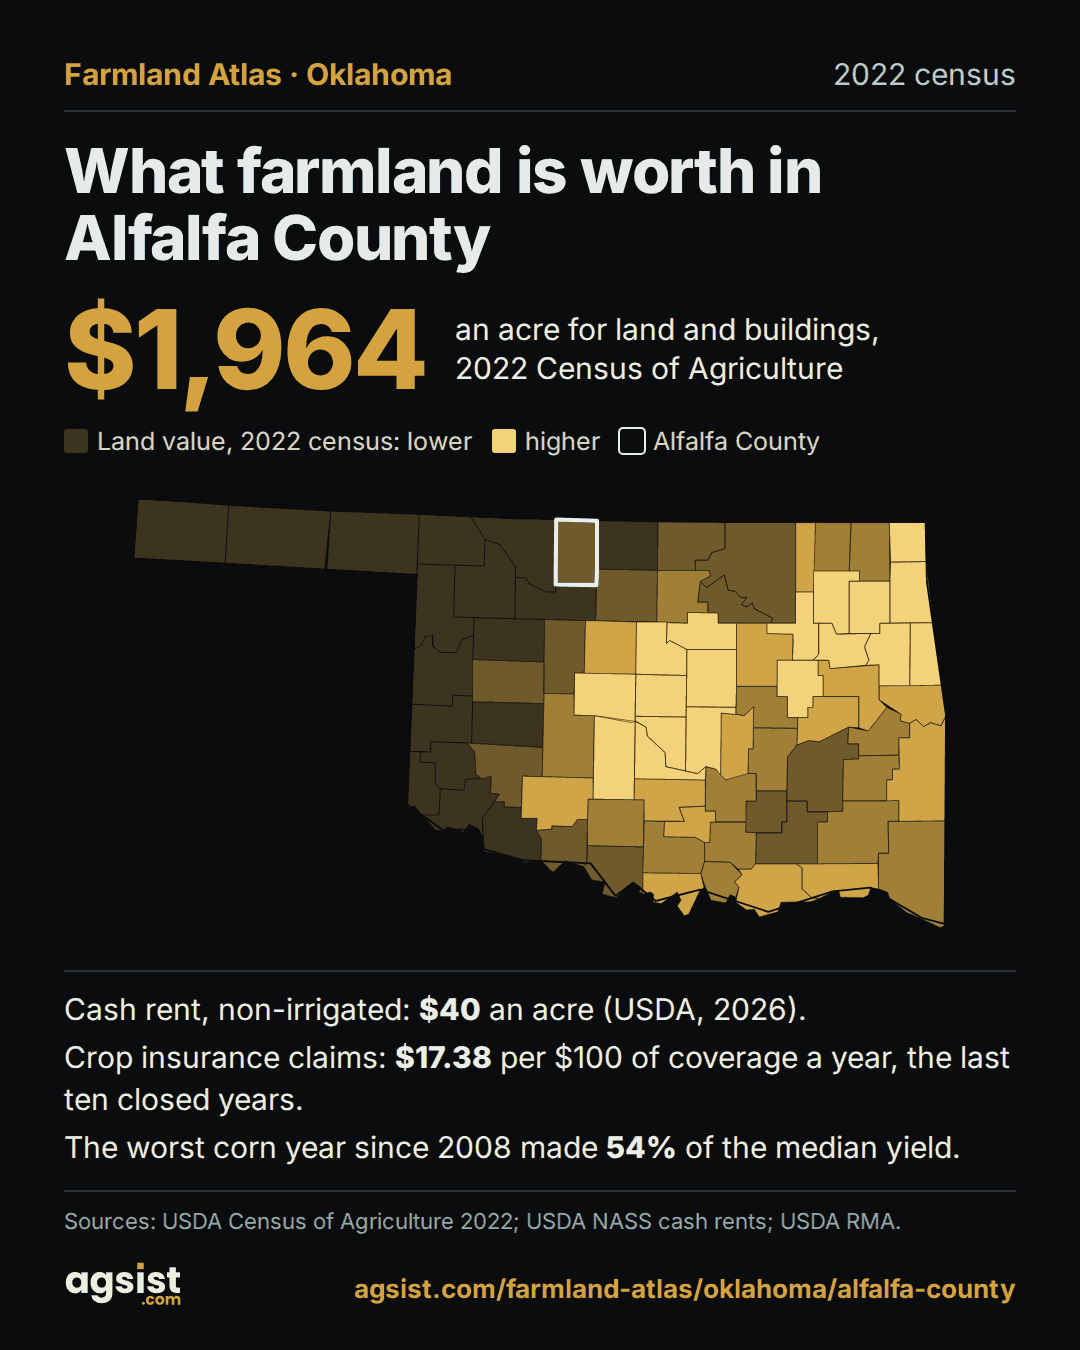 Farmland Atlas · Oklahoma
2022 census
What farmland is worth in
Alfalfa County
$1,964
an acre for land and buildings,
2022 Census of Agriculture
Land value, 2022 census: lower
higher
Alfalfa County
Cash rent, non-irrigated: $40 an acre (USDA, 2026).
Crop insurance claims: $17.38 per $100 of coverage a year, the last
ten closed years.
The worst corn year since 2008 made 54% of the median yield.
Sources: USDA Census of Agriculture 2022; USDA NASS cash rents; USDA RMA.
agsist
.com
agsist.com/farmland-atlas/oklahoma/alfalfa-county